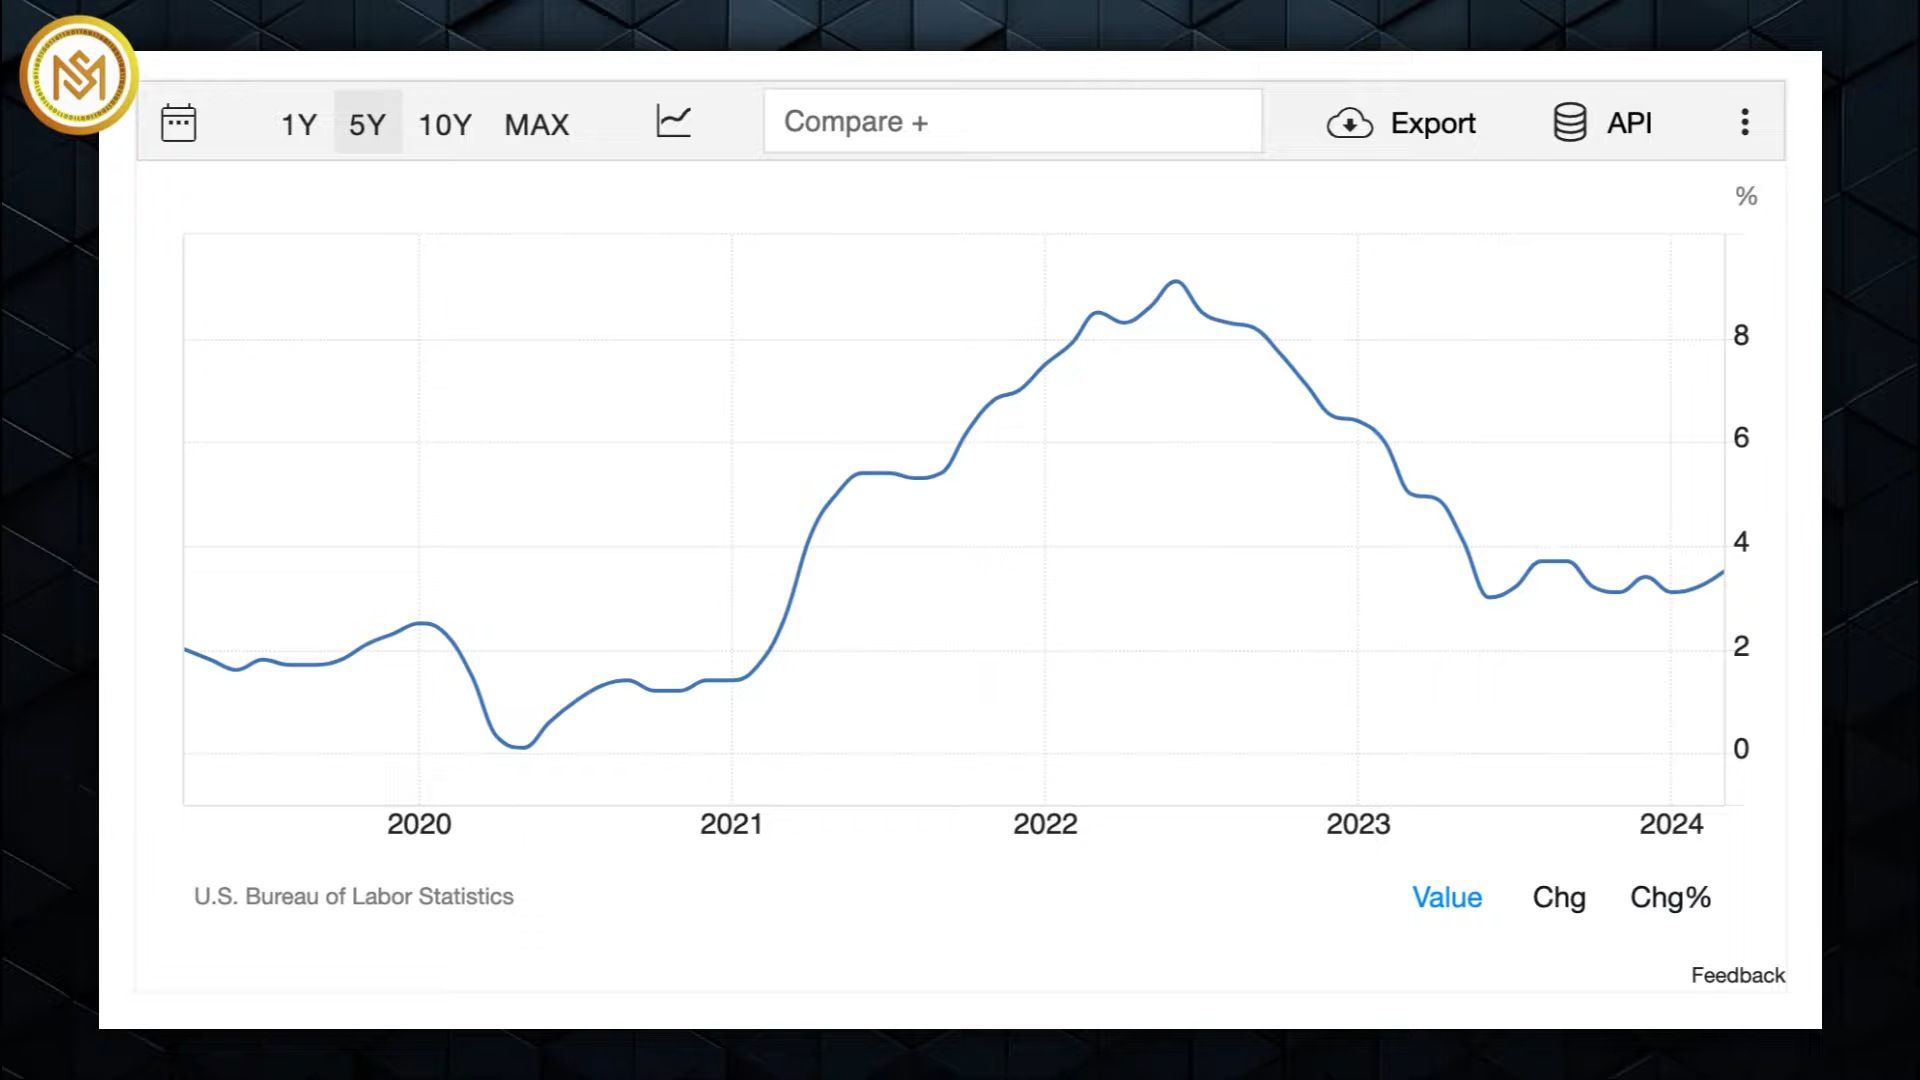 1Y 5Y 10Y MAX Compare + Export API
%
8
6
4
2
0
2020 2021 2022 2023 2024
U.S. Bureau of Labor Statistics Value Chg Chg%
Feedback